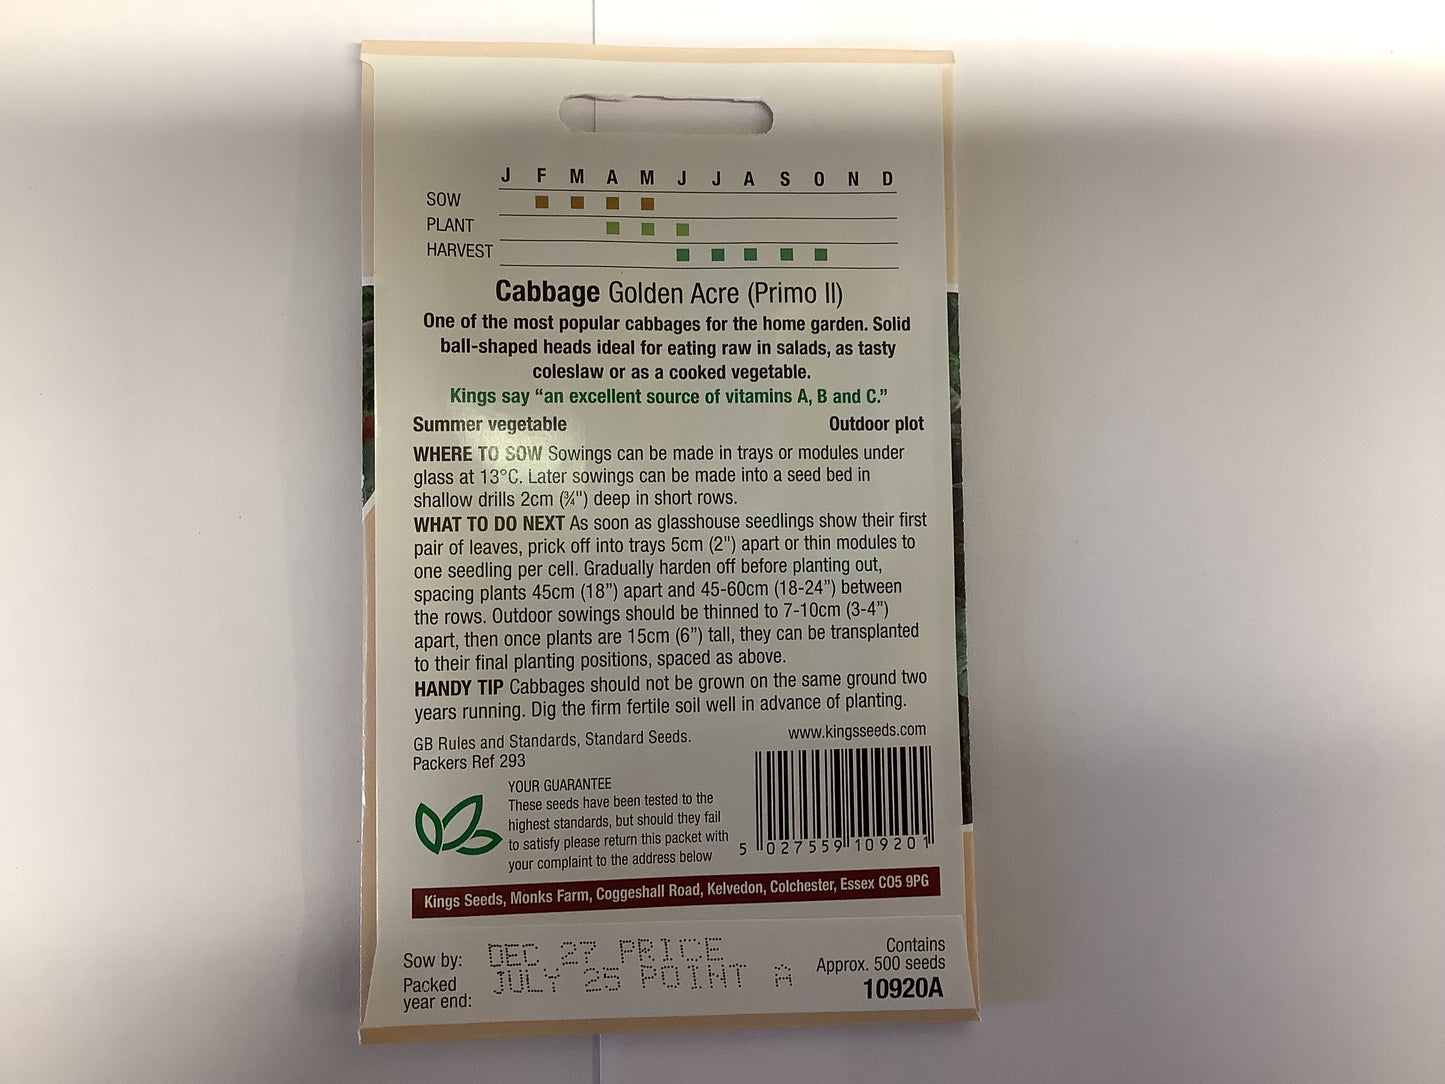 J F M A M J J A S O N D
SOW
PLANT
HARVEST
Cabbage Golden Acre (Primo II)
One of the most popular cabbages for the home garden. Solid
ball-shaped heads ideal for eating raw in salads, as tasty
coleslaw or as a cooked vegetable.
Kings say “an excellent source of vitamins A, B and C.”
Summer vegetable Outdoor plot
WHERE TO SOW Sowings can be made in trays or modules under
glass at 13°C. Later sowings can be made into a seed bed in
shallow drills 2cm (¾") deep in short rows.
WHAT TO DO NEXT As soon as glasshouse seedlings show their first
pair of leaves, prick off into trays 5cm (2") apart or thin modules to
one seedling per cell. Gradually harden off before planting out,
spacing plants 45cm (18”) apart and 45-60cm (18-24”) between
the rows. Outdoor sowings should be thinned to 7-10cm (3-4”)
apart, then once plants are 15cm (6”) tall, they can be transplanted
to their final planting positions, spaced as above.
HANDY TIP Cabbages should not be grown on the same ground two
years running. Dig the firm fertile soil well in advance of planting.
GB Rules and Standards, Standard Seeds.
Packers Ref 293
www.kingsseeds.com
YOUR GUARANTEE
These seeds have been tested to the
highest standards, but should they fail
to satisfy please return this packet with
your complaint to the address below
5 027559 109201
Kings Seeds, Monks Farm, Coggeshall Road, Kelvedon, Colchester, Essex CO5 9PG
Sow by: DEC 27 PRICE
Packed
year end: JULY 25 POINT A
Contains
Approx. 500 seeds
10920A